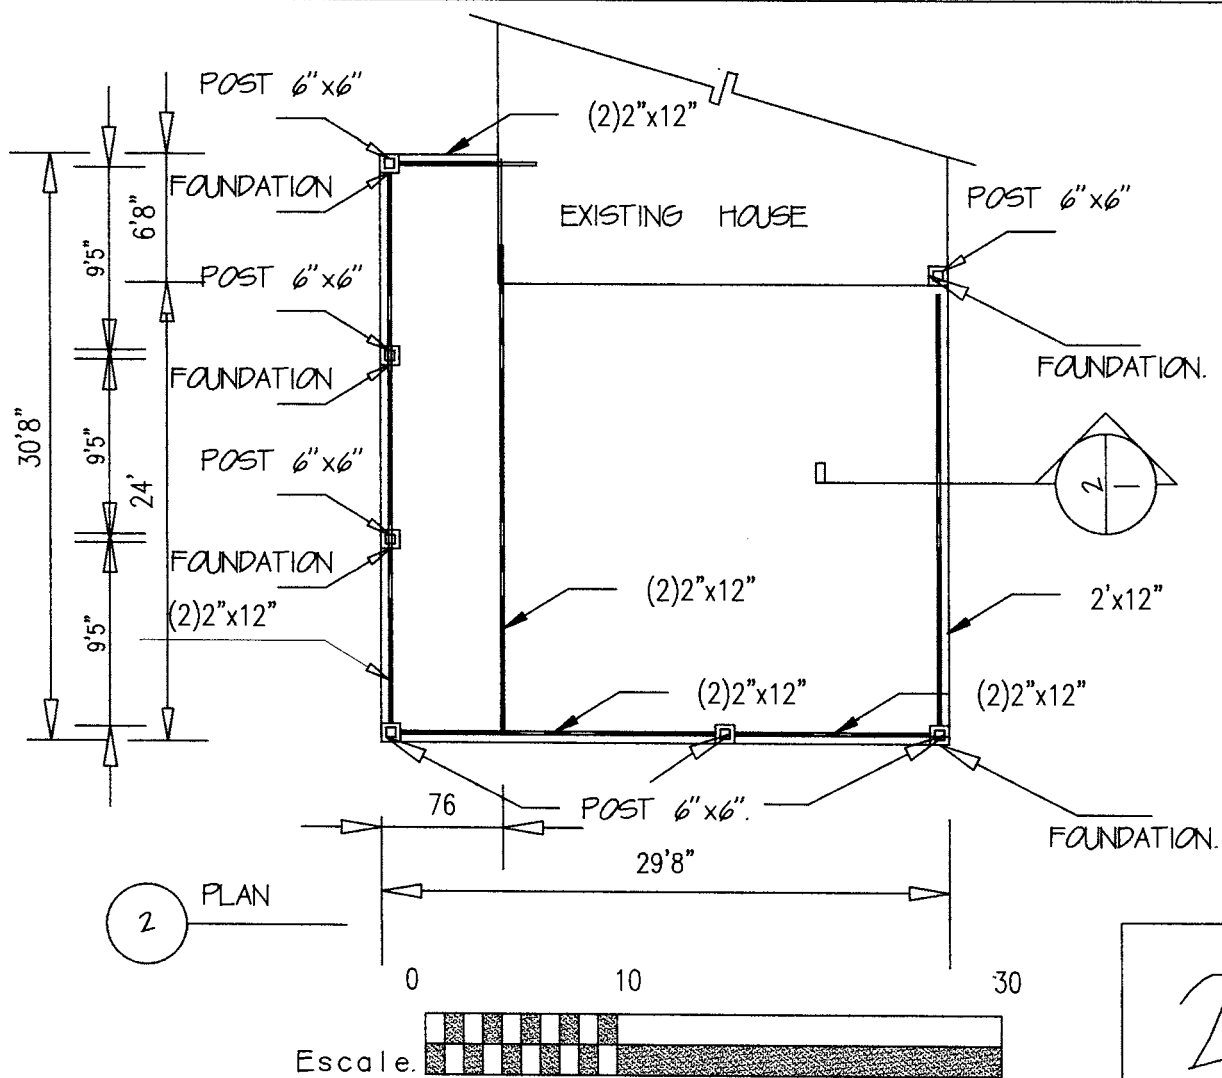 POST 6"x6"
(2)2"x12"
FOUNDATION
6'8"
9'5"
EXISTING HOUSE
POST 6"x6"
POST 6"x6"
FOUNDATION
FOUNDATION.
30'8"
9'5"
24'
POST 6"x6"
2
1
FOUNDATION
(2)2"x12"
2'x12"
(2)2"x12"
9'5"
(2)2"x12"
(2)2"x12"
76
POST 6"x6".
FOUNDATION.
29'8"
2
PLAN
0
10
30
Escale.
2